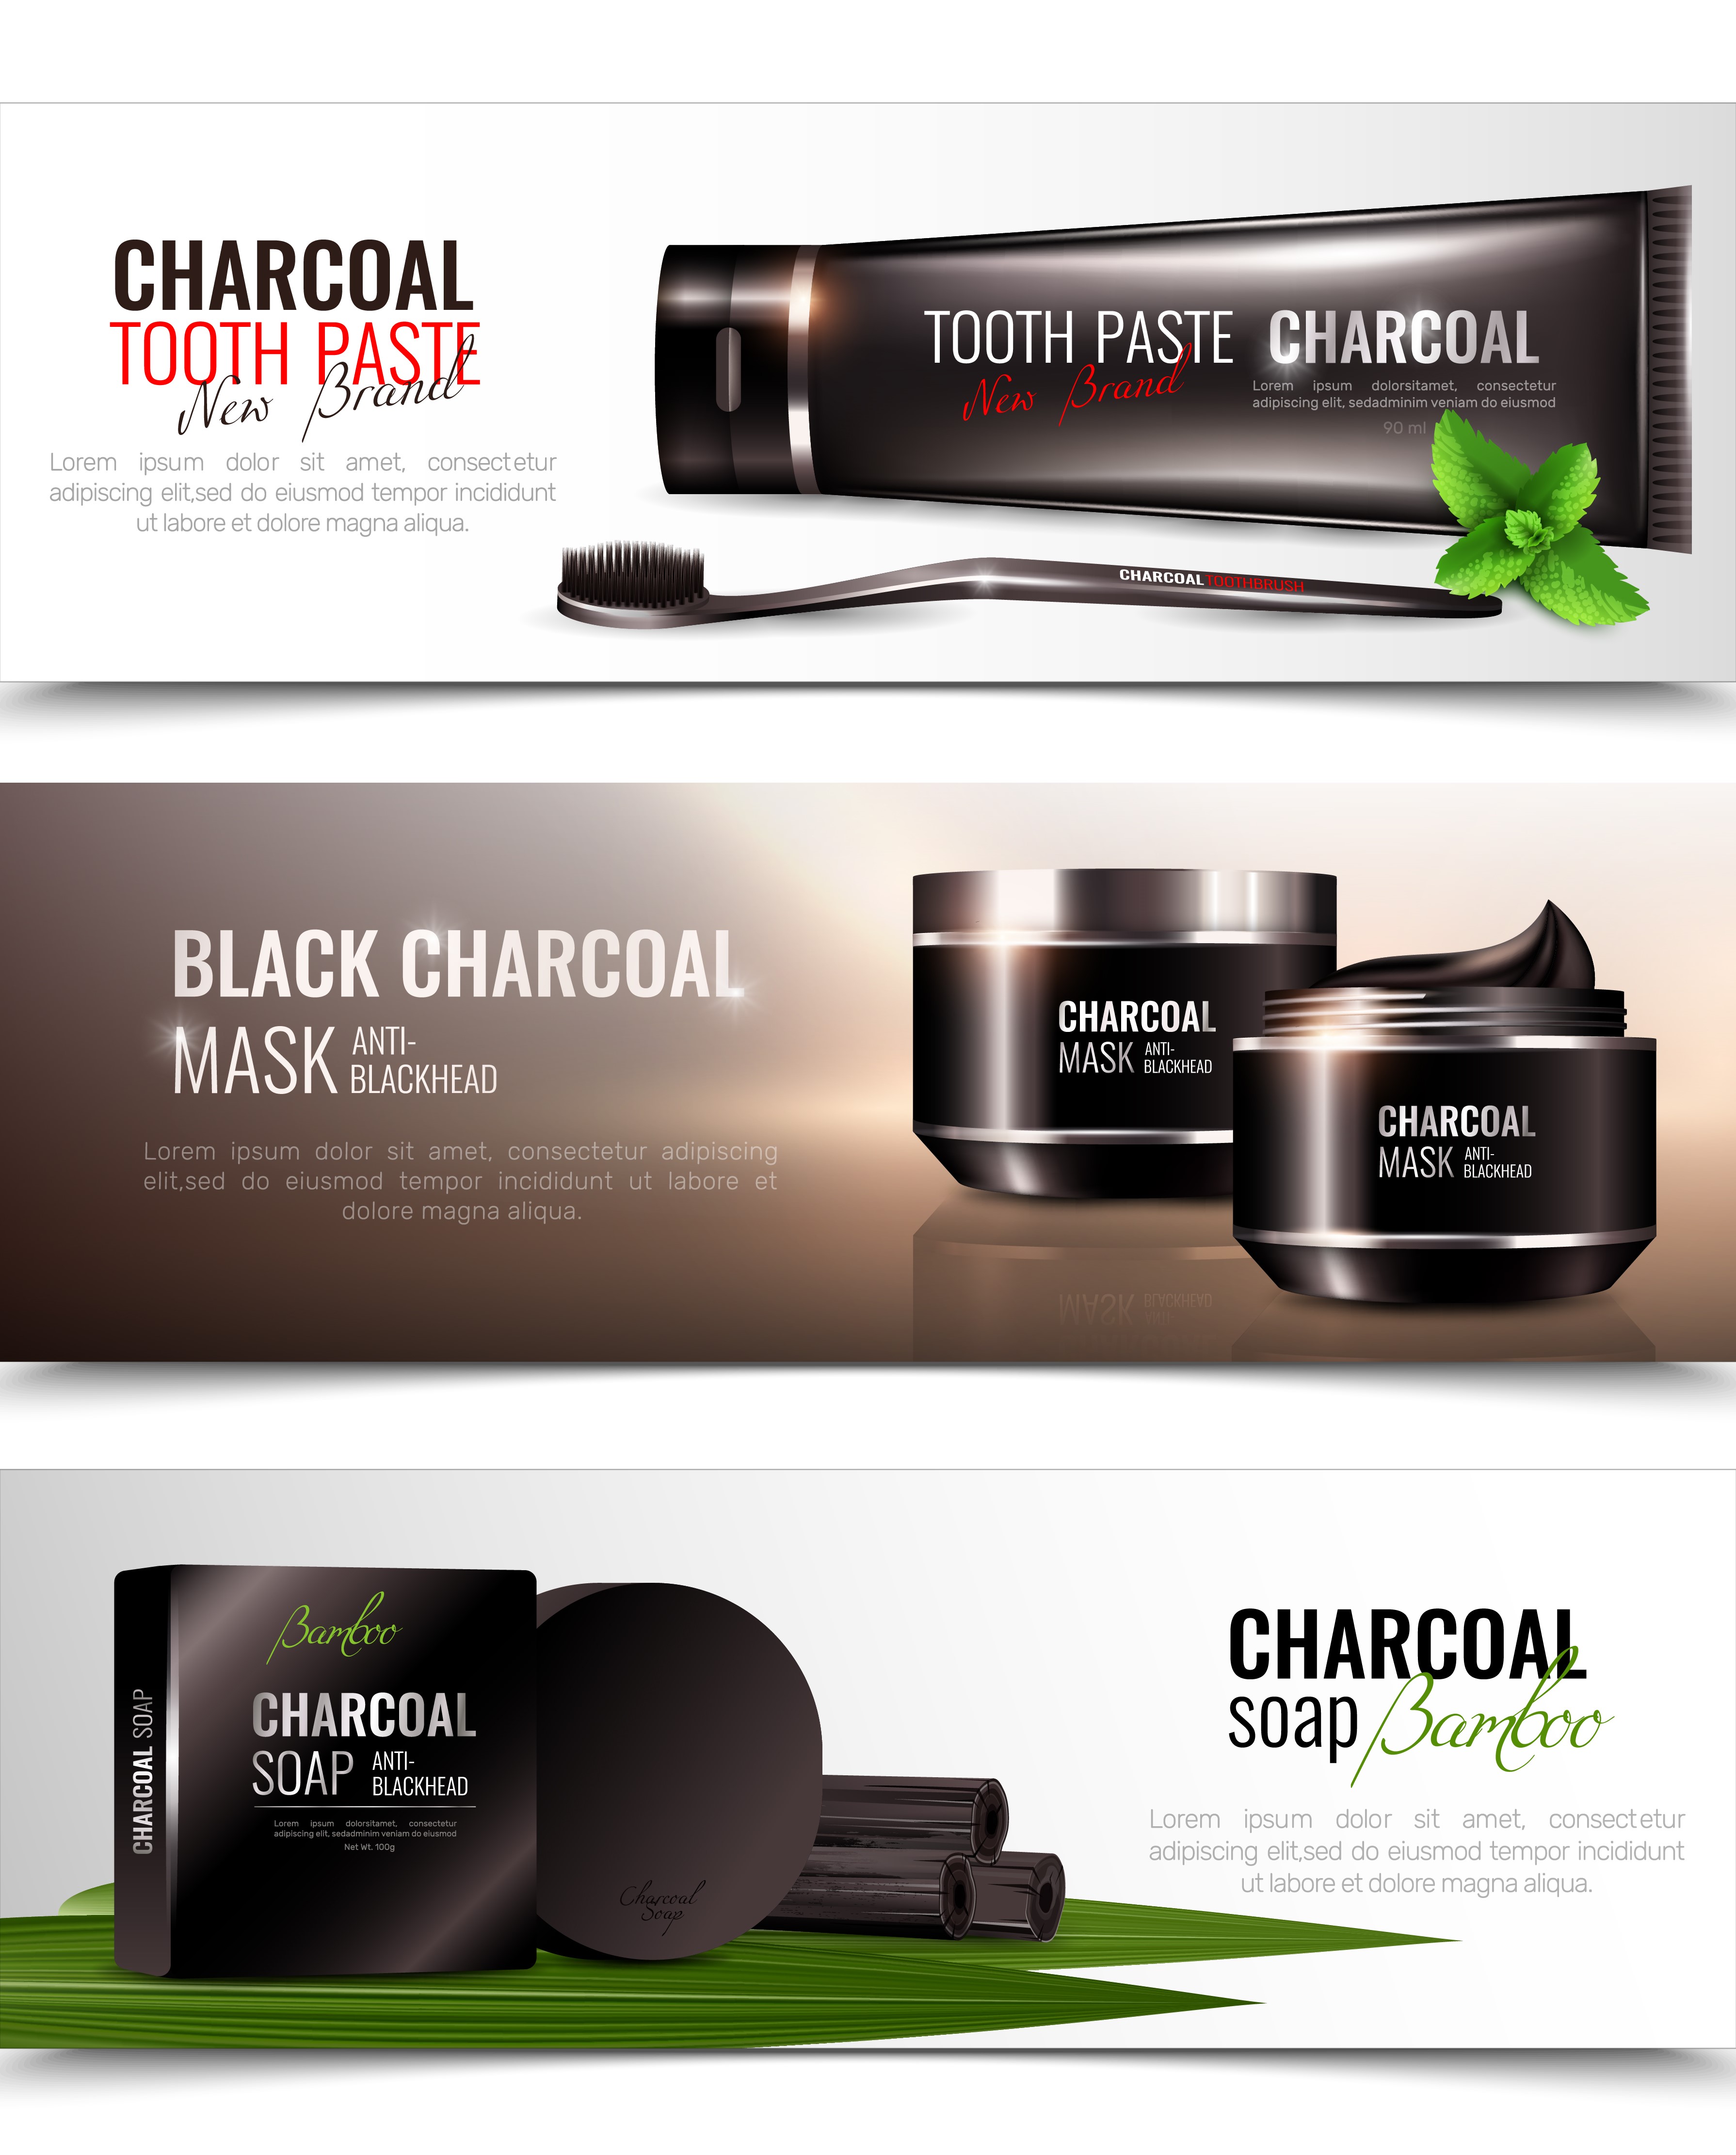 CHARCOAL
TOOTH PASTE
New Brand
Lorem ipsum dolor sit amet, consectetur
adipiscing elit,sed do eiusmod tempor incididunt
ut labore et dolore magna aliqua.
TOOTH PASTE CHARCOAL
New Brand
Lorem ipsum dolorsitamet, consectetur
adipiscing elit, sedadminim veniam do eiusmod
90 ml
CHARCOAL TOOTHBRUSH
BLACK CHARCOAL
MASK ANTI-
BLACKHEAD
Lorem ipsum dolor sit amet, consectetur adipiscing
elit,sed do eiusmod tempor incididunt ut labore et
dolore magna aliqua.
CHARCOAL
MASK ANTI-
BLACKHEAD
CHARCOAL
MASK ANTI-
BLACKHEAD
MASK BLACKHEAD
ANTI-
CHARCOAL SOAP
Bamboo
CHARCOAL
SOAP ANTI-
BLACKHEAD
Lorem ipsum dolorsitamet, consectetur
adipiscing elit, sedadminim veniam do eiusmod
Net Wt. 100g
Charcoal
Soap
CHARCOAL
soap Bamboo
Lorem ipsum dolor sit amet, consectetur
adipiscing elit,sed do eiusmod tempor incididunt
ut labore et dolore magna aliqua.